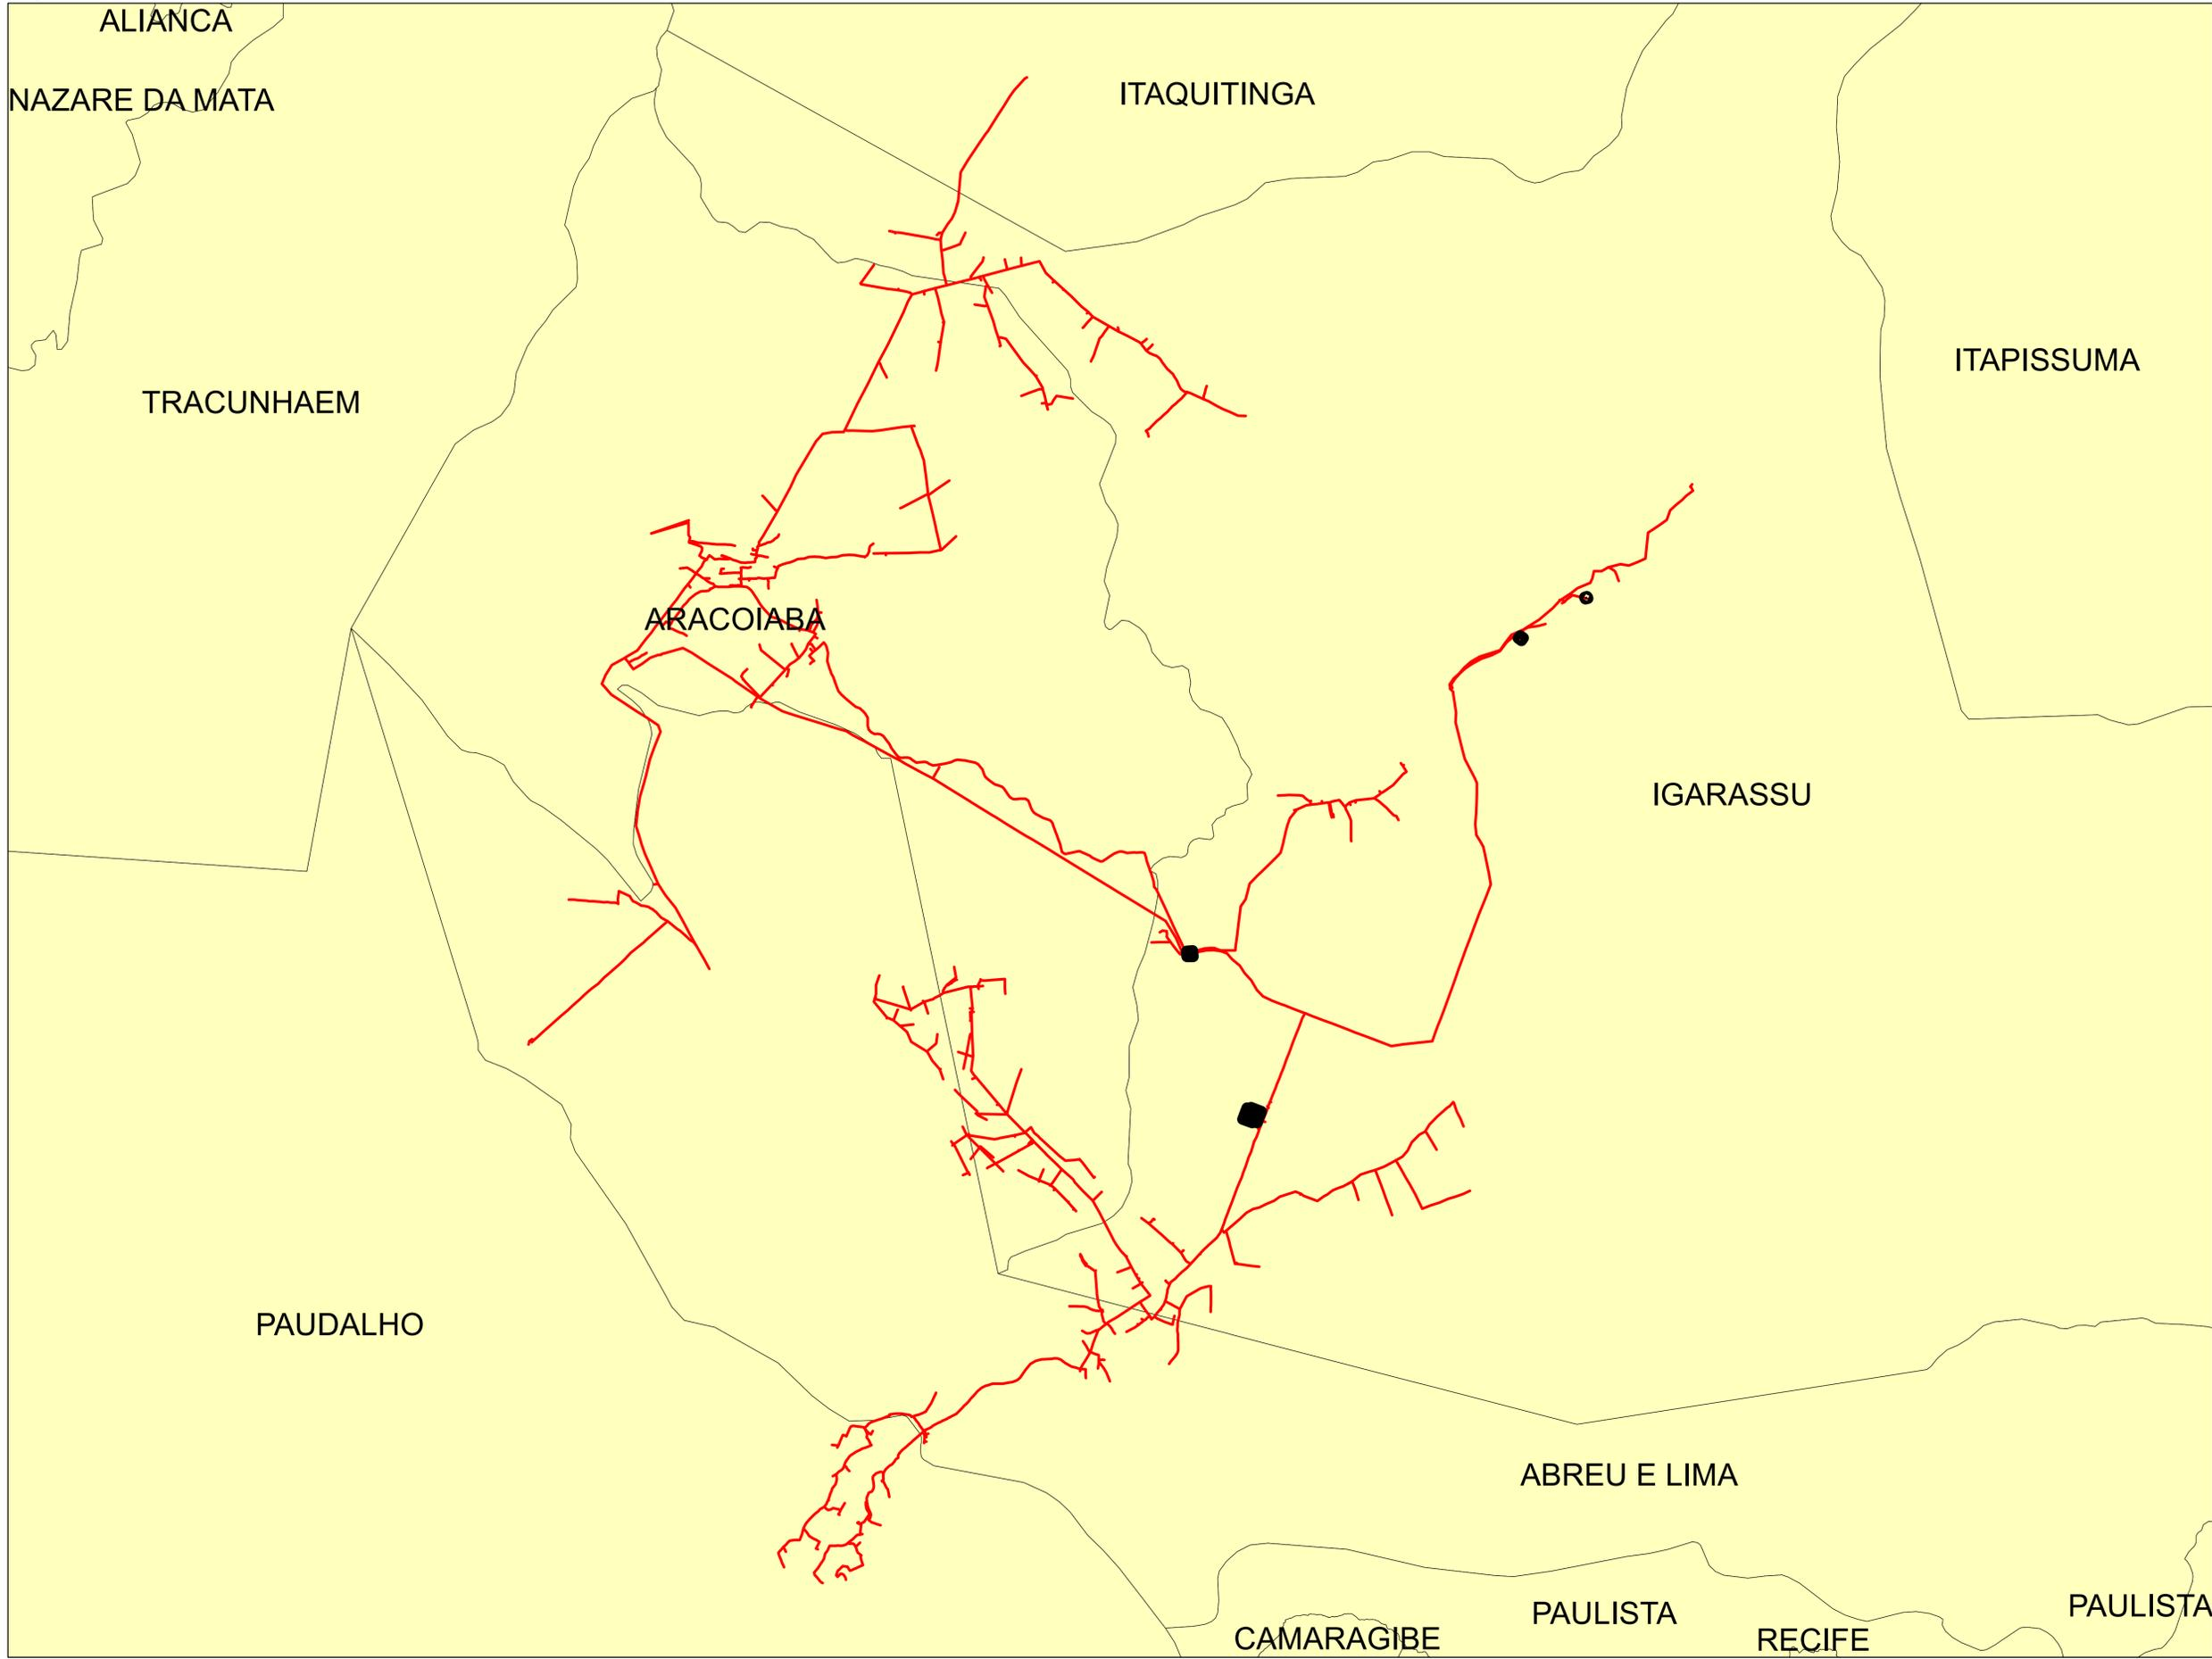 ALIANCA
ITAQUITINGA
NAZARE DA MATA
ITAPISSUMA
TRACUNHAEM
ARACOIABA
IGARASSU
PAUDALHO
ABREU E LIMA
PAULISTA
PAULISTA
CAMARAGIBE
RECIFE